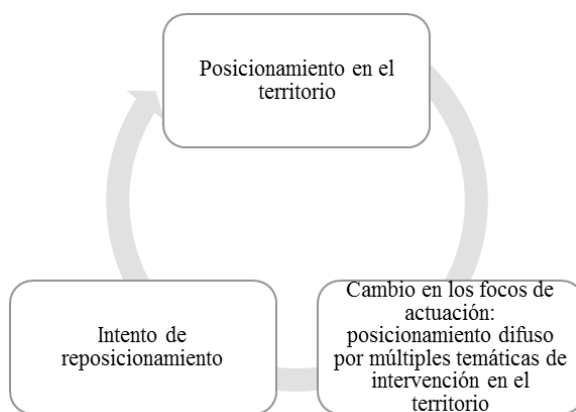 Posicionamiento en el
territorio
Cambio en los focos de
actuación:
posicionamiento difuso
por múltiples temáticas de
intervención en el
territorio
Intento de
reposicionamiento